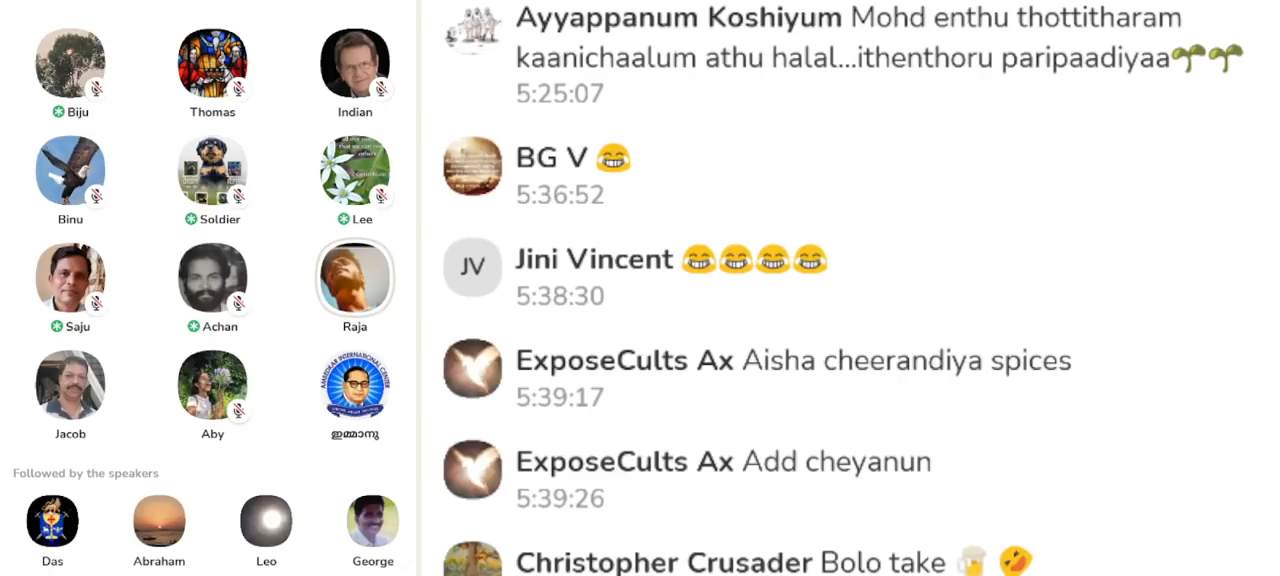 Biju
Thomas
Indian
Binu
Soldier
Lee
Saju
Achan
Raja
Jacob
Aby
AMBEDKAR INTERNATIONAL CENTER
ഇമ്മാനു
Followed by the speakers
Das
Abraham
Leo
George
Ayyappanum Koshiyum Mohd enthu thottitharam
kaanichaalum athu halal...ithenthoru paripaadiyaa🌱🌱
5:25:07
BG V 😂
5:36:52
JV
Jini Vincent 😂😂😂😂
5:38:30
ExposeCults Ax Aisha cheerandiya spices
5:39:17
ExposeCults Ax Add cheyanun
5:39:26
Christopher Crusader Bolo take 🍺 🤣